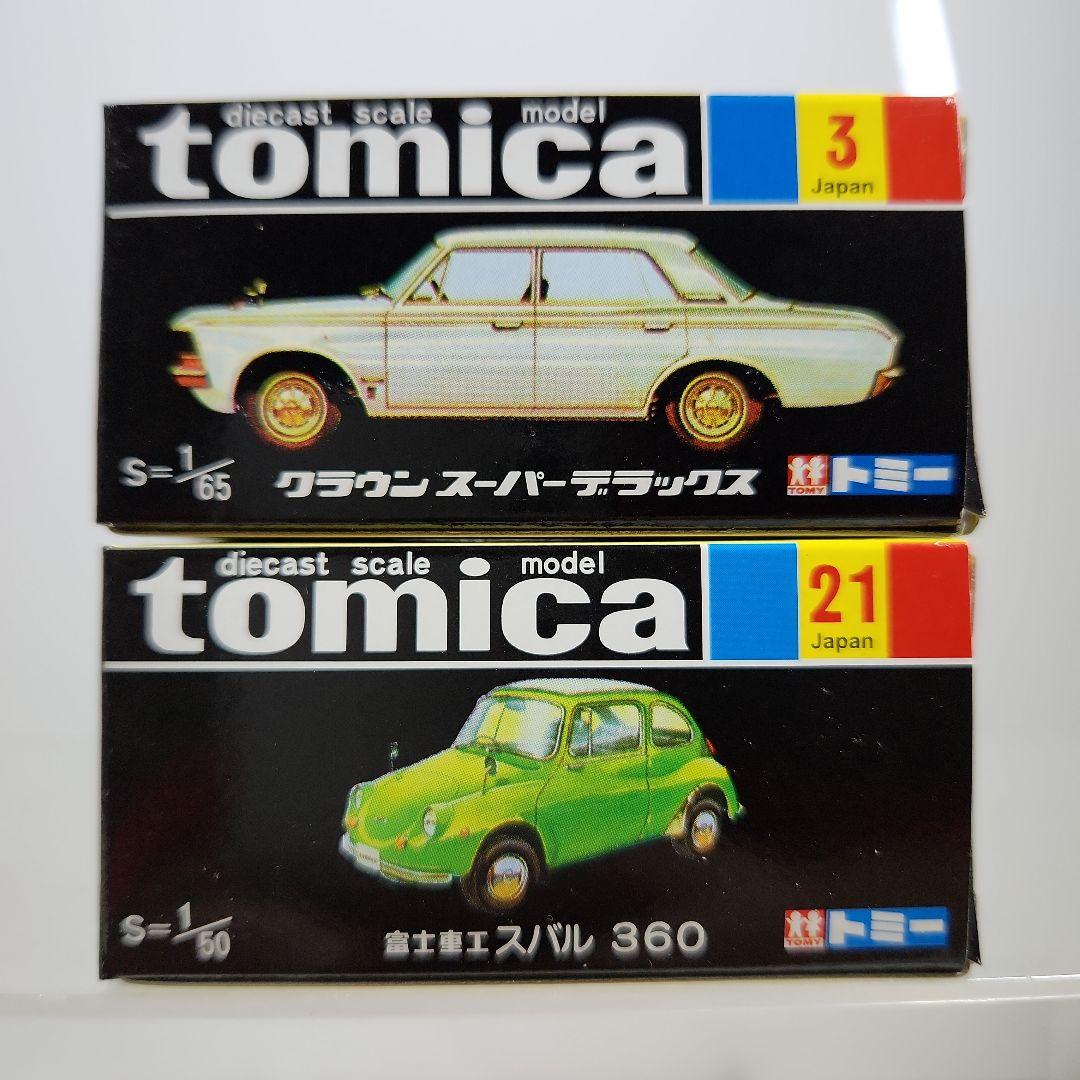 diecast scale model
tomica
3
Japan
S=1/65
クラウン スーパーデラックス
TOMY
トミー
diecast scale model
tomica
21
Japan
S=1/50
富士重工 スバル 360
TOMY
トミー